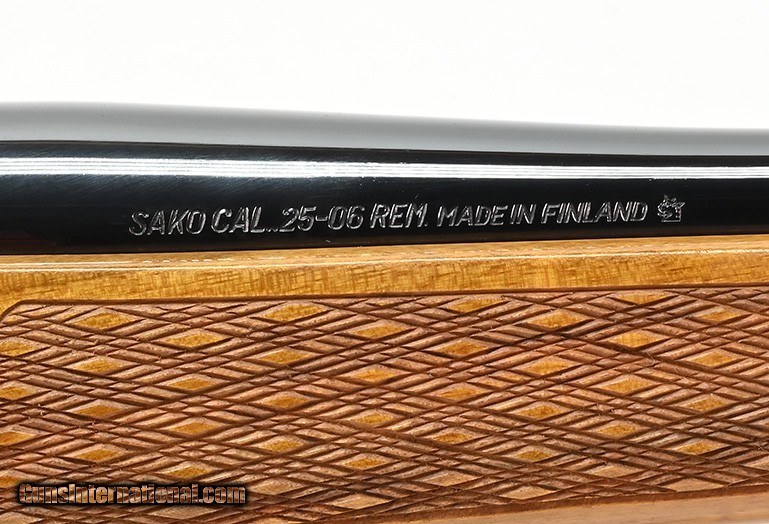 SAKO CAL. .25-06 REM. MADE IN FINLAND
GunsInternational.com